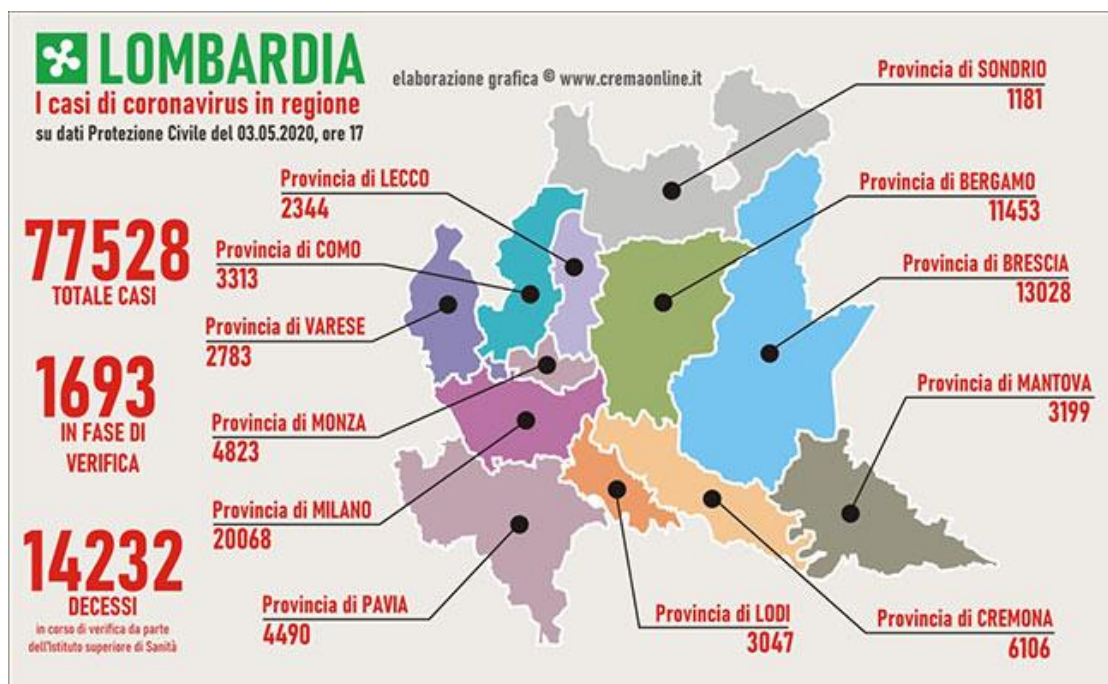 LOMBARDIA
I casi di coronavirus in regione
su dati Protezione Civile del 03.05.2020, ore 17
elaborazione grafica © www.cremaonline.it
Provincia di SONDRIO
1181
Provincia di LECCO
2344
Provincia di BERGAMO
11453
77528
TOTALE CASI
Provincia di COMO
3313
Provincia di BRESCIA
13028
Provincia di VARESE
2783
1693
IN FASE DI
VERIFICA
Provincia di MANTOVA
3199
Provincia di MONZA
4823
Provincia di MILANO
20068
14232
DECESSI
in corso di verifica da parte
dell'Istituto superiore di Sanità
Provincia di PAVIA
4490
Provincia di LODI
3047
Provincia di CREMONA
6106